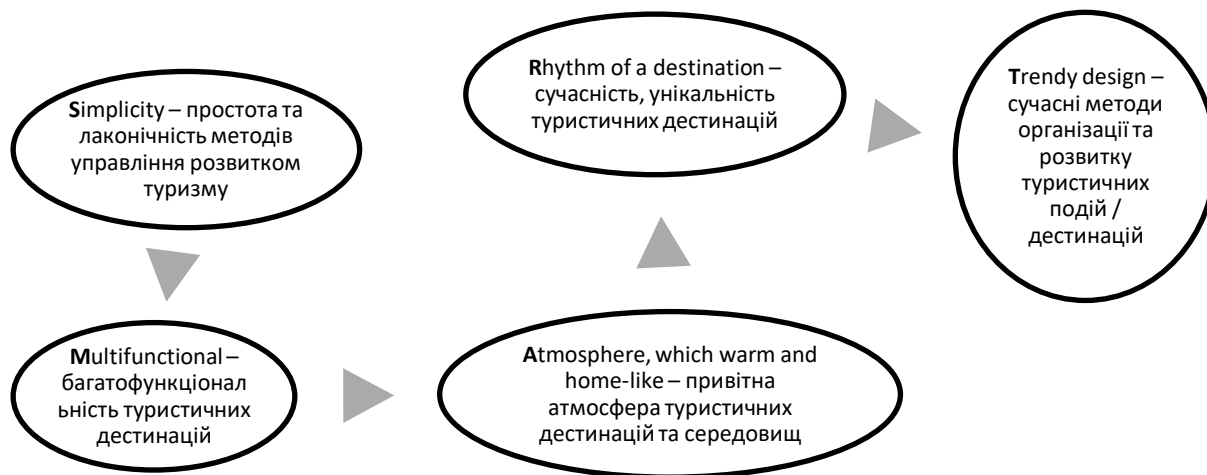 Simplicity – простота та
лаконічність методів
управління розвитком
туризму
Multifunctional –
багатофункціонал
ьність туристичних
дестинацій
Atmosphere, which warm and
home-like – привітна
атмосфера туристичних
дестинацій та середовищ
Rhythm of a destination –
сучасність, унікальність
туристичних дестинацій
Trendy design –
сучасні методи
організації та
розвитку
туристичних
подій /
дестинацій